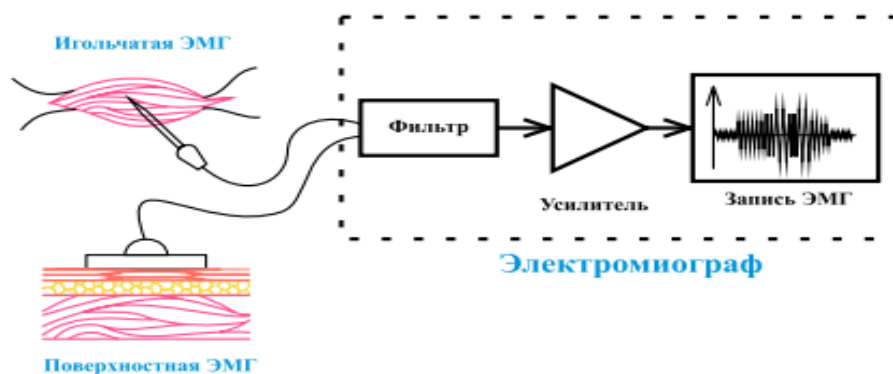 Игольчатая ЭМГ
Фильтр
Усилитель
Запись ЭМГ
Электромиограф
Поверхностная ЭМГ